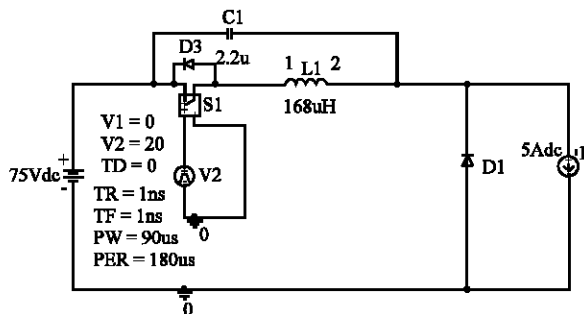 C1
D3
2.2u
1 L1 2
S1
168uH
V1 = 0
V2 = 20
TD = 0
75Vdc
+
-
V2
TR = 1ns
TF = 1ns
PW = 90us
PER = 180us
0
D1
5Adc
0